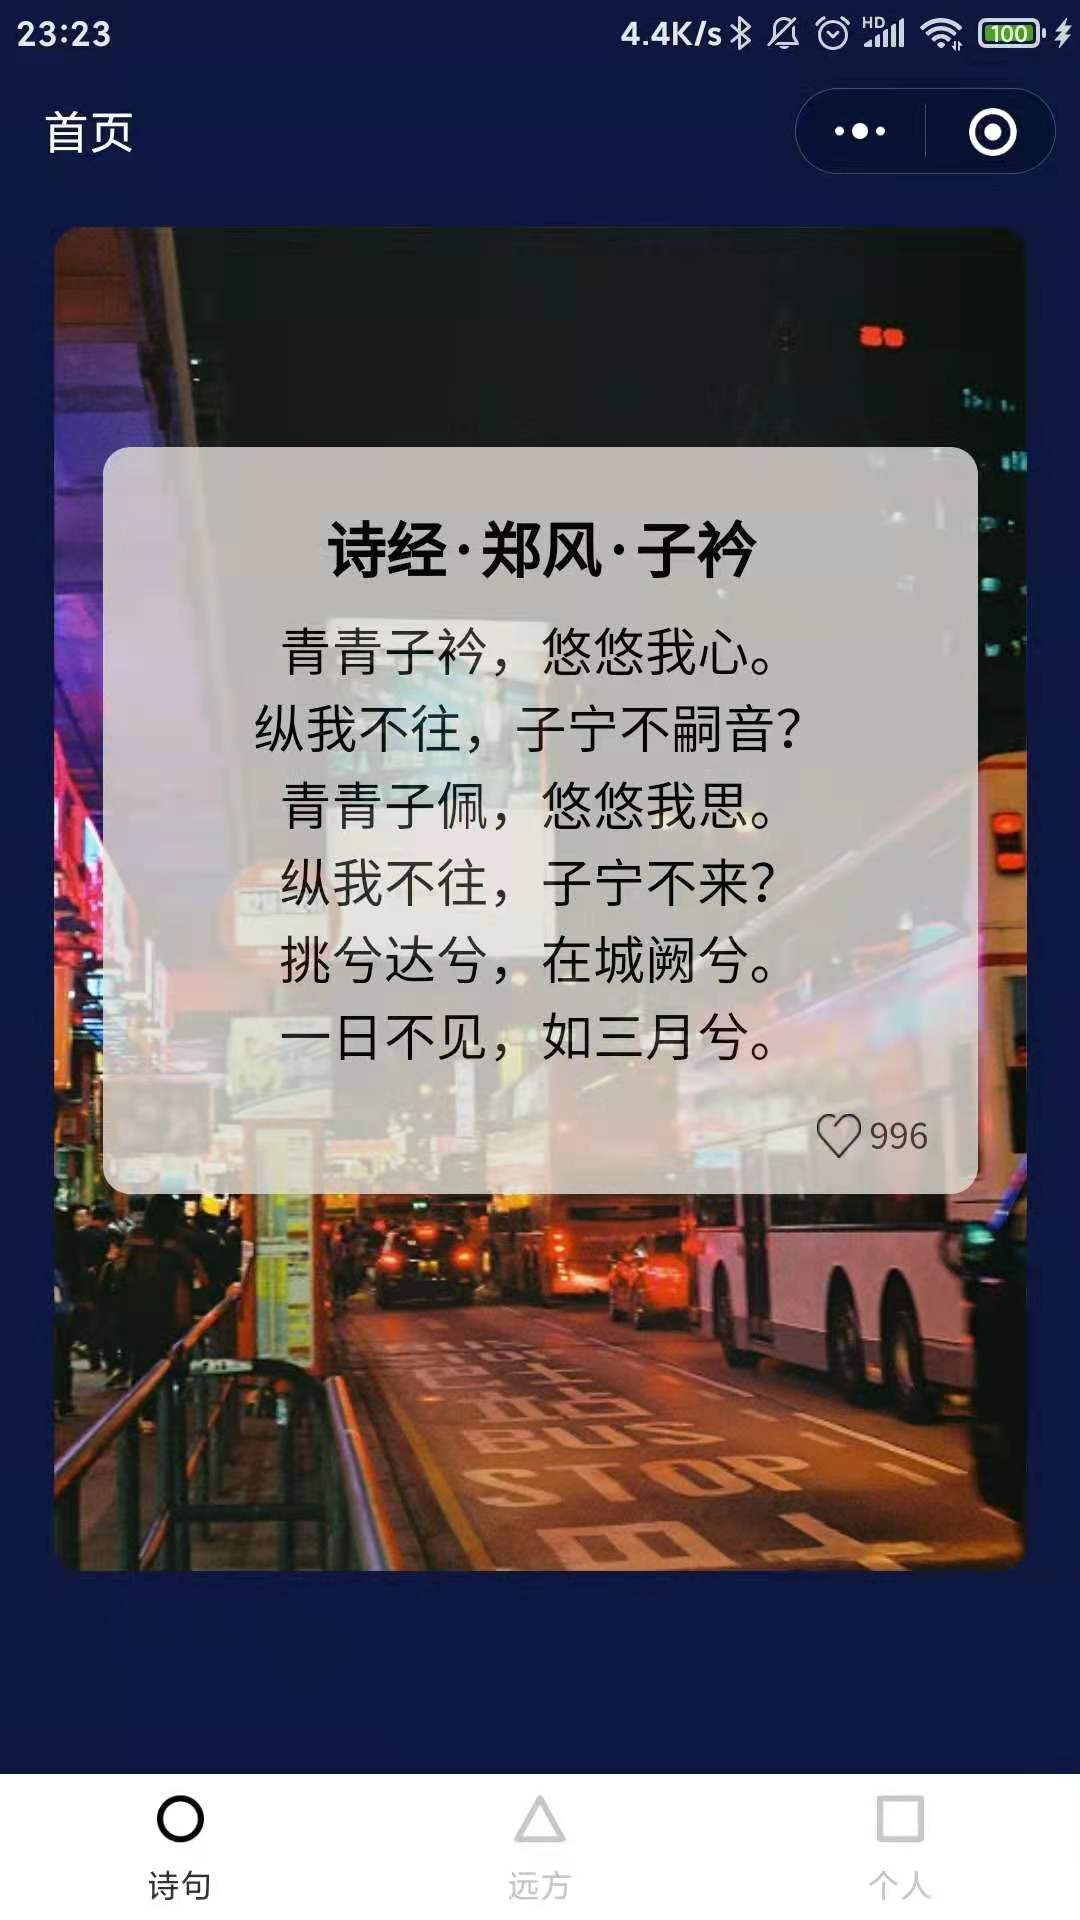 23:23 4.4K/s HD 100
首页
诗经·郑风·子衿
青青子衿，悠悠我心。
纵我不往，子宁不嗣音？
青青子佩，悠悠我思。
纵我不往，子宁不来？
挑兮达兮，在城阙兮。
一日不见，如三月兮。
996
巴士
站
BUS
STOP
诗句 远方 个人